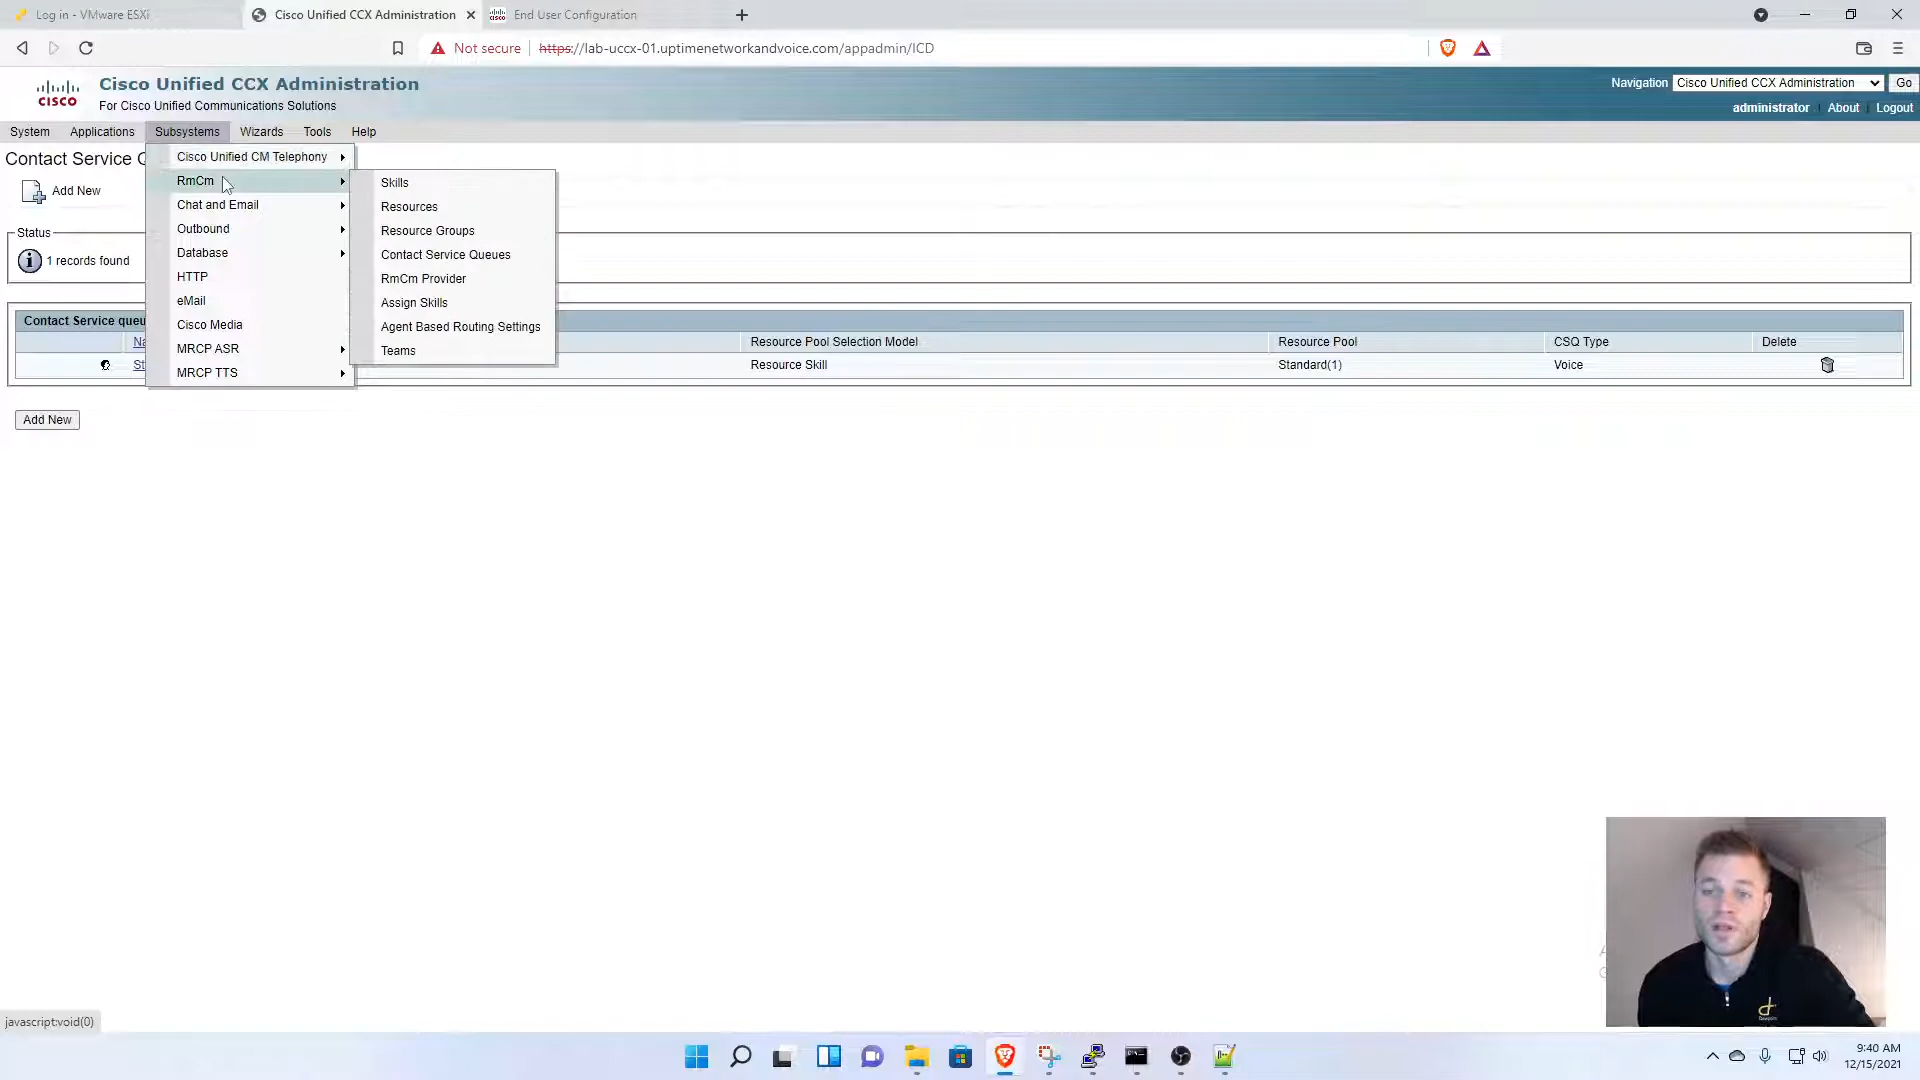 Log in - VMware ESXi
Cisco Unified CCX Administration
End User Configuration
Not secure
https://lab-uccx-01.uptimenetworkandvoice.com/appadmin/ICD
cisco
Cisco Unified CCX Administration
For Cisco Unified Communications Solutions
Navigation Cisco Unified CCX Administration Go
administrator | About | Logout
System Applications Subsystems Wizards Tools Help
Contact Service Q
Add New
Status
1 records found
Cisco Unified CM Telephony
RmCm
Chat and Email
Outbound
Database
HTTP
eMail
Cisco Media
MRCP ASR
MRCP TTS
Skills
Resources
Resource Groups
Contact Service Queues
RmCm Provider
Assign Skills
Agent Based Routing Settings
Teams
Contact Service queu
Na Resource Pool Selection Model Resource Pool CSQ Type Delete
St Resource Skill Standard(1) Voice
Add New
javascript:void(0)
9:40 AM
12/15/2021